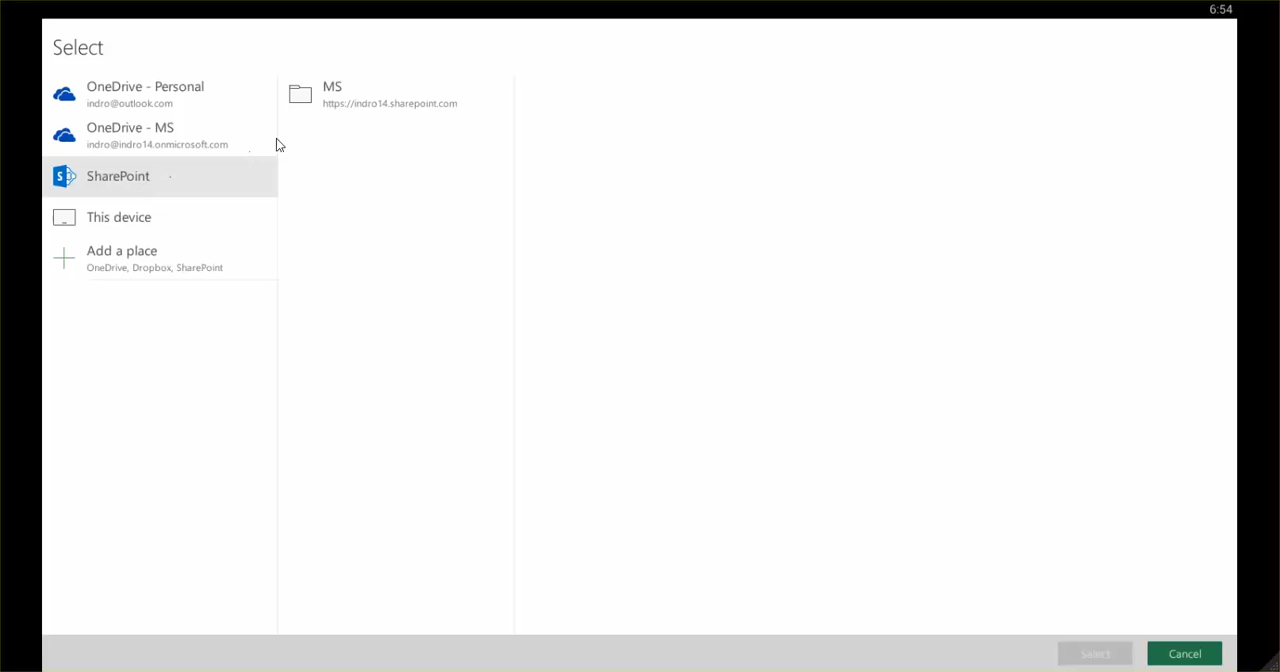 6:54
Select
OneDrive - Personal
indro@outlook.com
OneDrive - MS
indro@indro14.onmicrosoft.com
SharePoint
This device
Add a place
OneDrive, Dropbox, SharePoint
MS
https://indro14.sharepoint.com
Select
Cancel